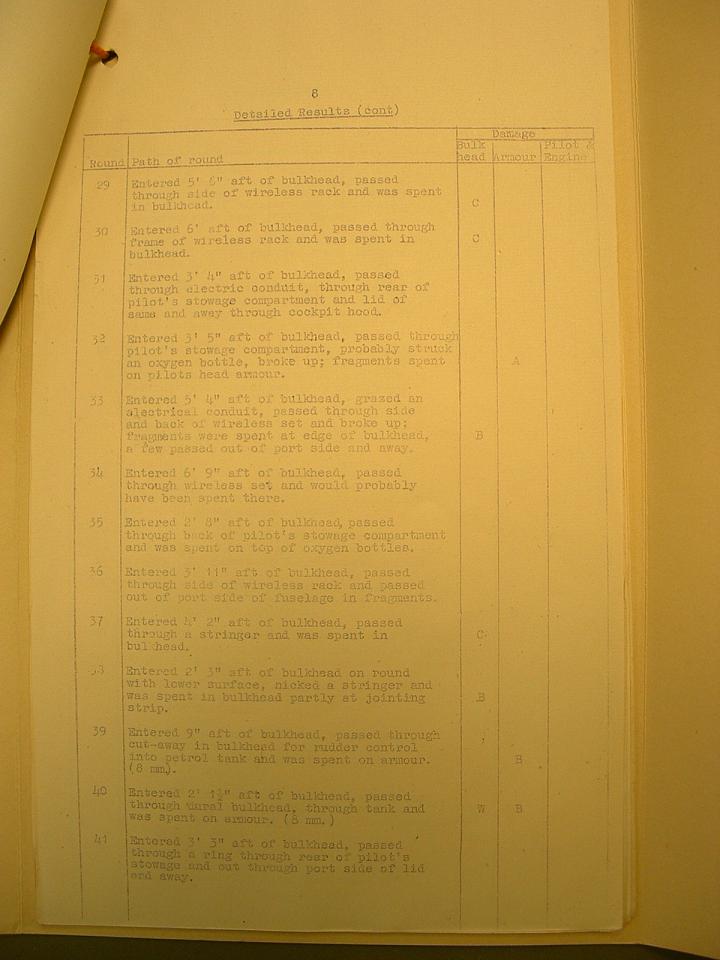 8
Detailed Results (cont)
Damage
Round Path of round Bulk head Armour Pilot & Engine
29 Entered 5' 6" aft of bulkhead, passed
through side of wireless rack and was spent
in bulkhead. C
30 Entered 6' aft of bulkhead, passed through
frame of wireless rack and was spent in C
bulkhead.
31 Entered 3' 4" aft of bulkhead, passed
through electric conduit, through rear of
pilot's stowage compartment and lid of
same and away through cockpit hood.
32 Entered 3' 5" aft of bulkhead, passed through
pilot's stowage compartment, probably struck
an oxygen bottle, broke up; fragments spent A
on pilots head armour.
33 Entered 5' 4" aft of bulkhead, grazed an
electrical conduit, passed through side
and back of wireless set and broke up;
fragments were spent at edge of bulkhead, B
a few passed out of port side and away.
34 Entered 6' 9" aft of bulkhead, passed
through wireless set and would probably
have been spent there.
35 Entered 2' 8" aft of bulkhead, passed
through back of pilot's stowage compartment
and was spent on top of oxygen bottles.
36 Entered 3' 11" aft of bulkhead, passed
through side of wireless rack and passed
out of port side of fuselage in fragments.
37 Entered 4' 2" aft of bulkhead, passed
through a stringer and was spent in C
bulkhead.
38 Entered 2' 3" aft of bulkhead on round
with lower surface, nicked a stringer and
was spent in bulkhead partly at jointing B
strip.
39 Entered 9" aft of bulkhead, passed through
cut-away in bulkhead for rudder control
into petrol tank and was spent on armour. B
(8 mm).
40 Entered 2' 1½" aft of bulkhead, passed
through dural bulkhead, through tank and W B
was spent on armour. (8 mm.)
41 Entered 3' 3" aft of bulkhead, passed
through a ring through rear of pilot's
stowage and out through port side of lid
and away.